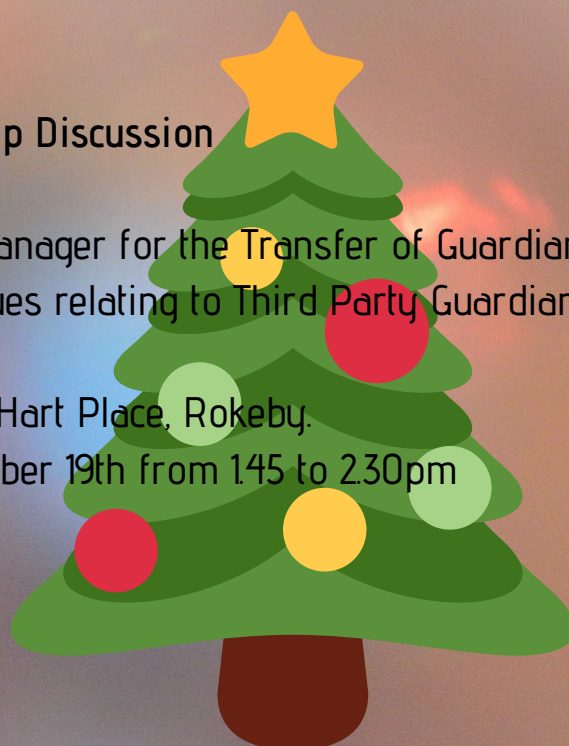 p Discussion
anager for the Transfer of Guardian
ues relating to Third Party Guardian
Hart Place, Rokeby.
ber 19th from 1.45 to 2.30pm